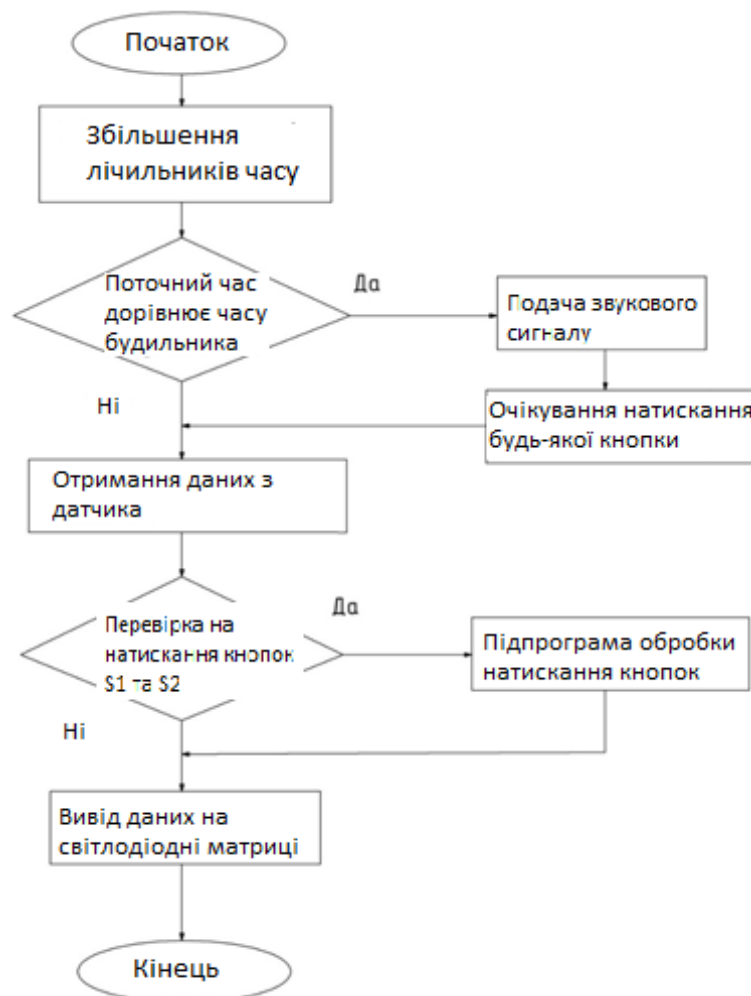 Початок
Збільшення
лічильників часу
Поточний час
дорівнює часу
будильника
Да
Подача звукового
сигналу
Ні
Очікування натискання
будь-якої кнопки
Отримання даних з
датчика
Перевірка на
натискання кнопок
S1 та S2
Да
Підпрограма обробки
натискання кнопок
Ні
Вивід даних на
світлодіодні матриці
Кінець